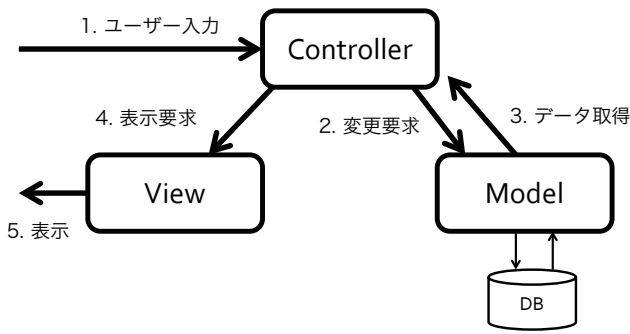 1. ユーザー入力
Controller
4. 表示要求
2. 変更要求
3. データ取得
View
Model
5. 表示
DB